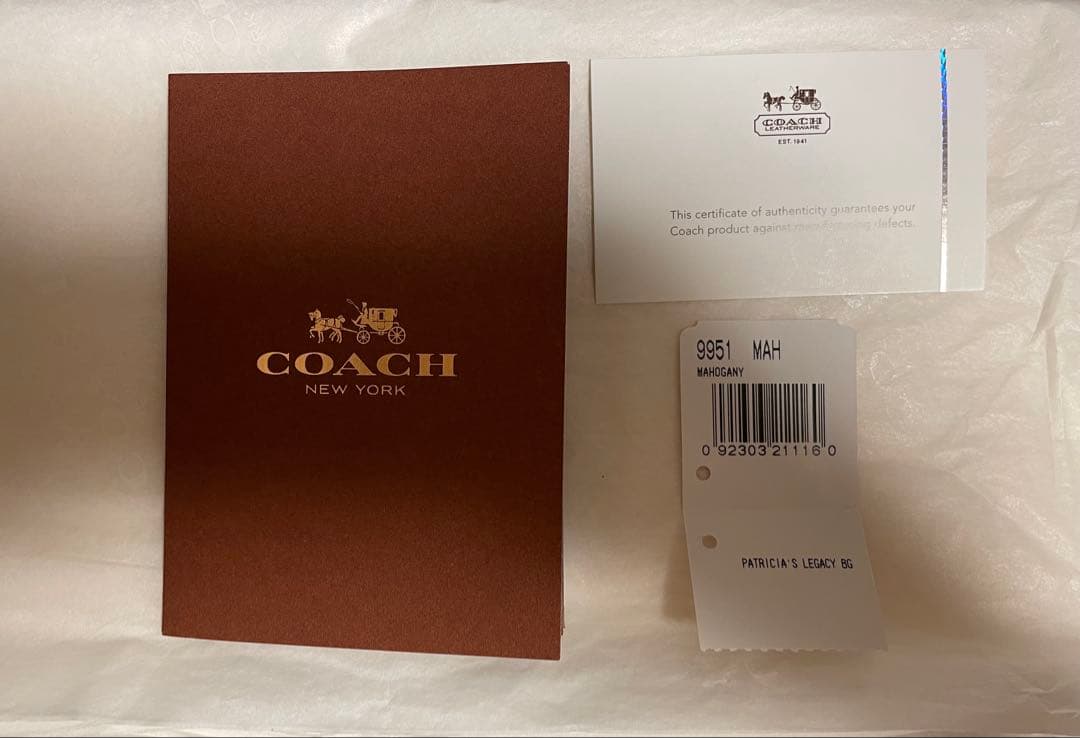 COACH
NEW YORK
COACH
LEATHERWARE
EST. 1941
This certificate of authenticity guarantees your
Coach product against manufacturing defects.
9951 MAH
MAHOGANY
0 92303 21116 0
PATRICIA'S LEGACY BG